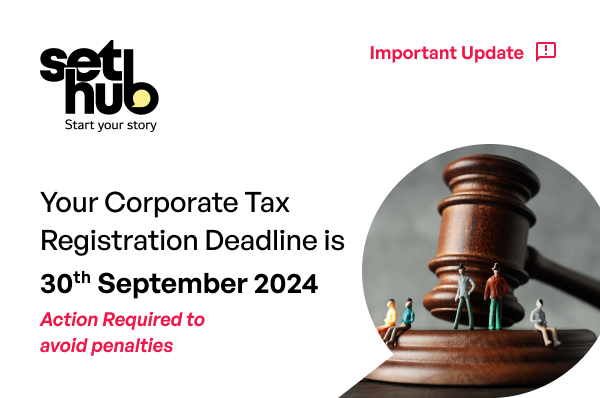 set
hub
Start your story
Important Update
Your Corporate Tax
Registration Deadline is
30th September 2024
Action Required to
avoid penalties